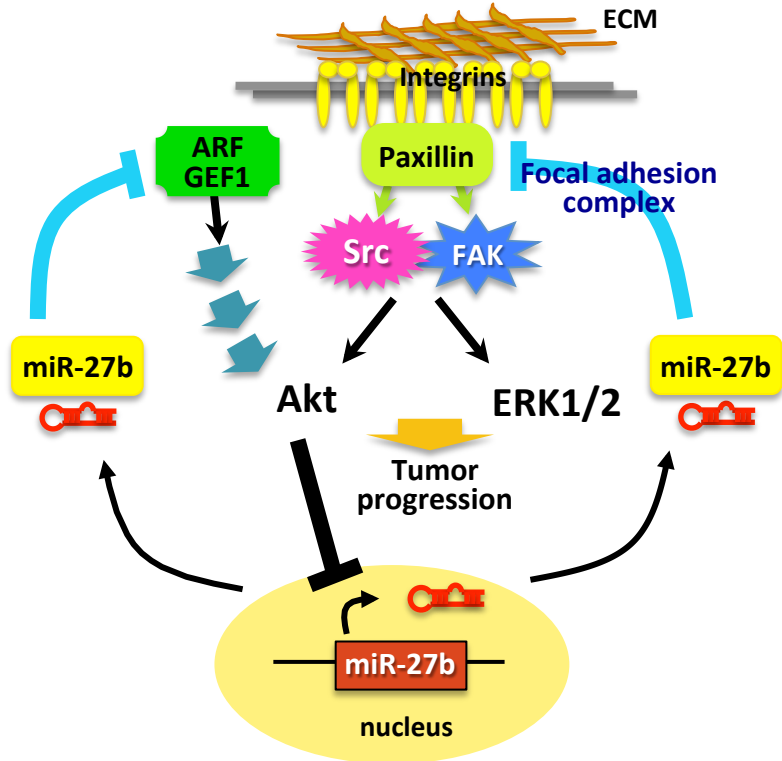 ECM
Integrins
ARF
GEF1
Paxillin
Focal adhesion
complex
Src
FAK
miR-27b
miR-27b
Akt
ERK1/2
Tumor
progression
miR-27b
nucleus